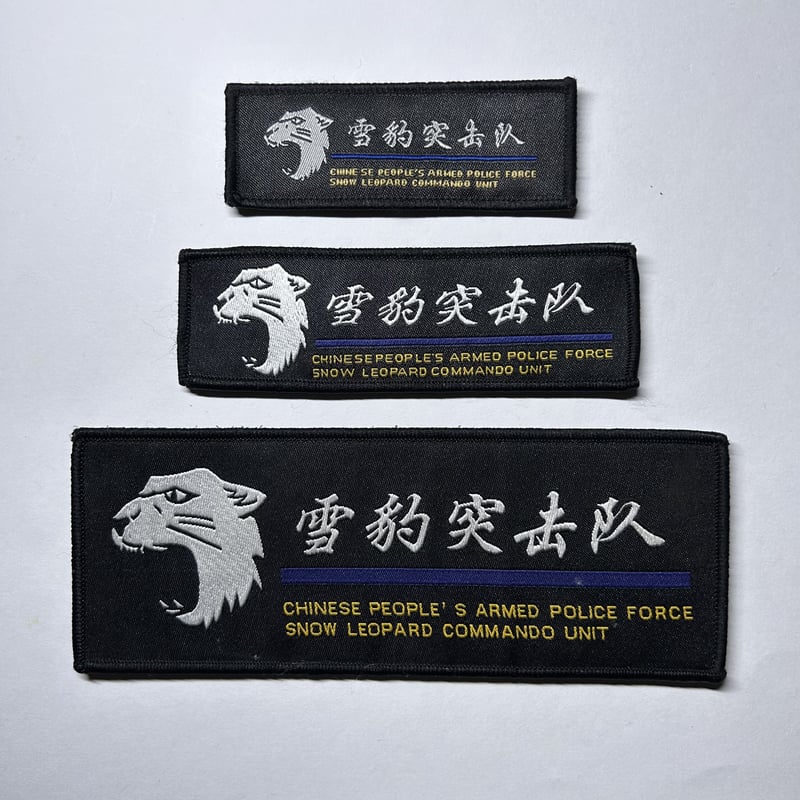 雪豹突击队
CHINESE PEOPLE'S ARMED POLICE FORCE
SNOW LEOPARD COMMANDO UNIT
雪豹突击队
CHINESE PEOPLE'S ARMED POLICE FORCE
SNOW LEOPARD COMMANDO UNIT
雪豹突击队
CHINESE PEOPLE' S ARMED POLICE FORCE
SNOW LEOPARD COMMANDO UNIT